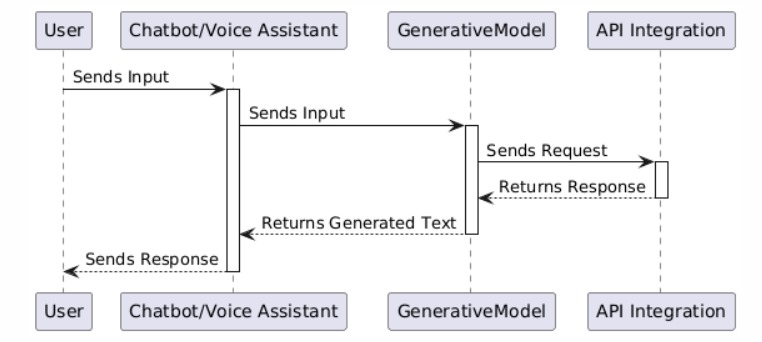 User
Chatbot/Voice Assistant
GenerativeModel
API Integration
Sends Input
Sends Input
Sends Request
Returns Response
Returns Generated Text
Sends Response
User
Chatbot/Voice Assistant
GenerativeModel
API Integration